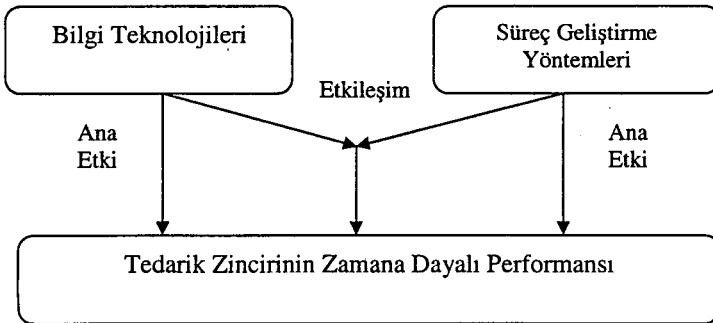 Bilgi Teknolojileri
Süreç Geliştirme
Yöntemleri
Etkileşim
Ana
Etki
Ana
Etki
Tedarik Zincirinin Zamana Dayalı Performansı